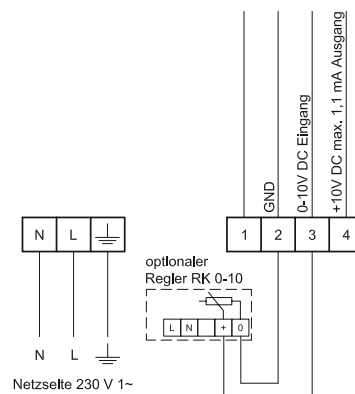 GND
0-10V DC Eingang
+10V DC max. 1,1 mA Ausgang
N L
1 2 3 4
optionaler
Regler RK 0-10
L N + 0
N L
Netzseite 230 V 1~